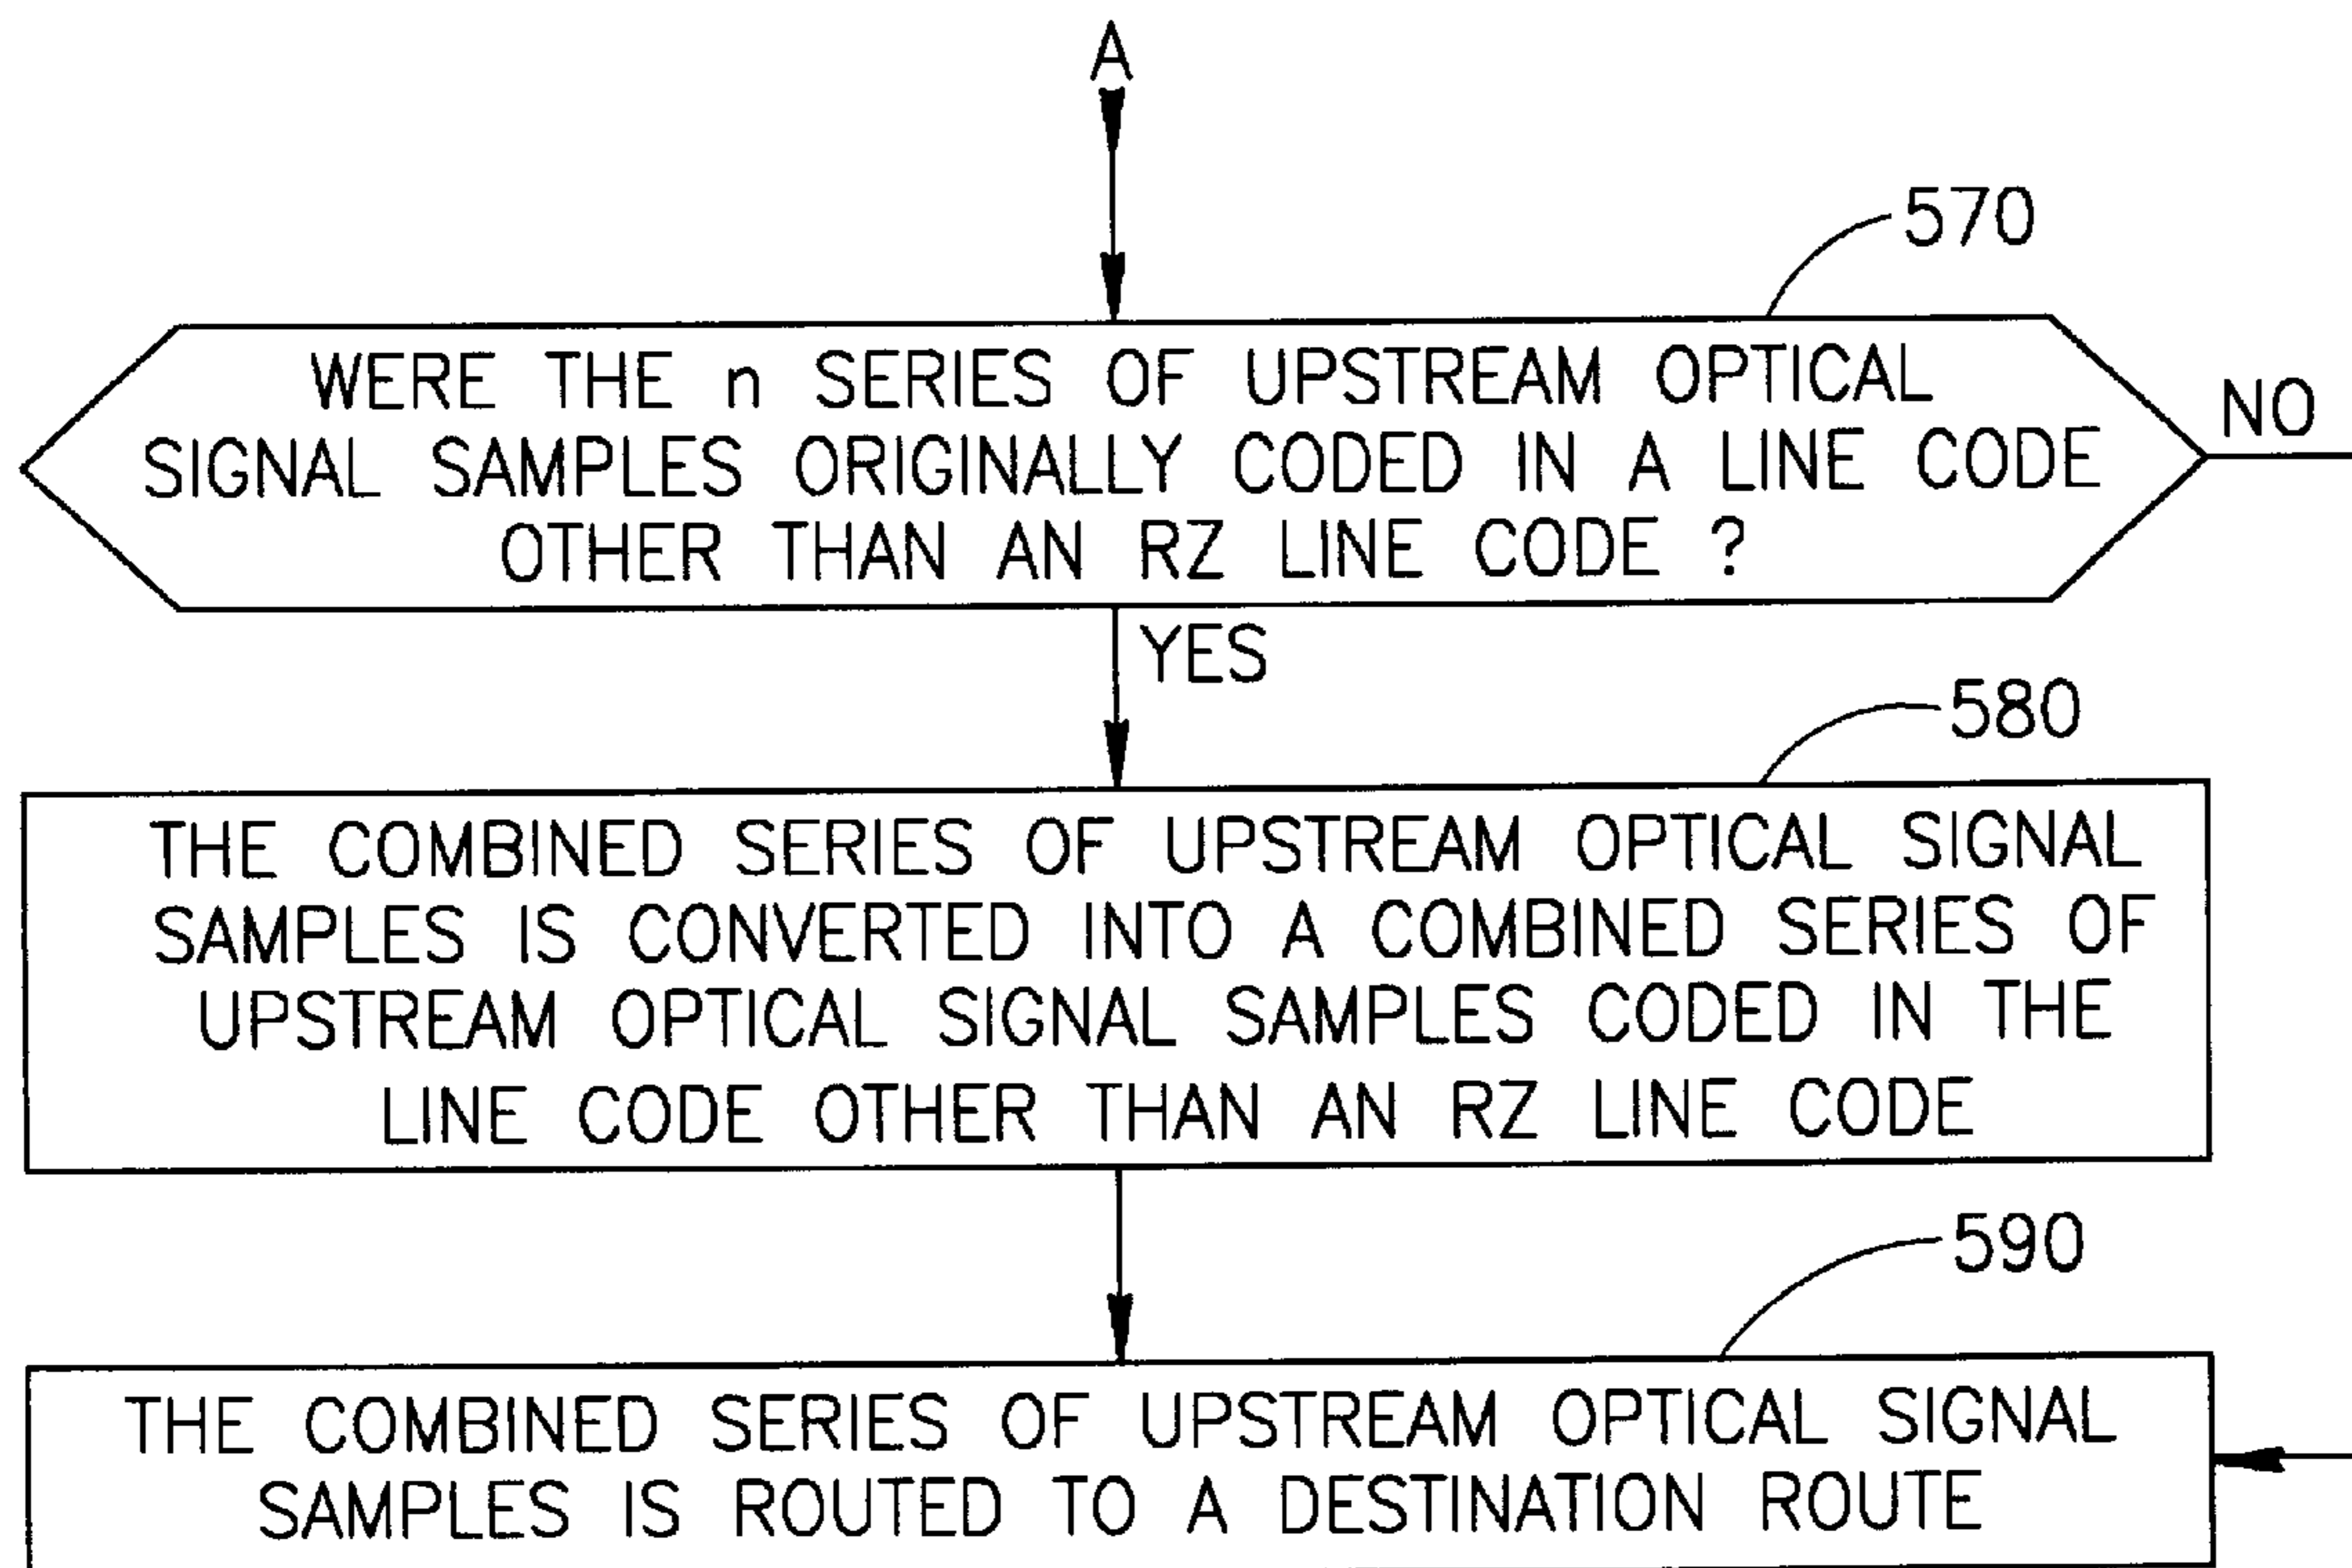 A
570
WERE THE n SERIES OF UPSTREAM OPTICAL
SIGNAL SAMPLES ORIGINALLY CODED IN A LINE CODE
OTHER THAN AN RZ LINE CODE ?
NO
YES
580
THE COMBINED SERIES OF UPSTREAM OPTICAL SIGNAL
SAMPLES IS CONVERTED INTO A COMBINED SERIES OF
UPSTREAM OPTICAL SIGNAL SAMPLES CODED IN THE
LINE CODE OTHER THAN AN RZ LINE CODE
590
THE COMBINED SERIES OF UPSTREAM OPTICAL SIGNAL
SAMPLES IS ROUTED TO A DESTINATION ROUTE